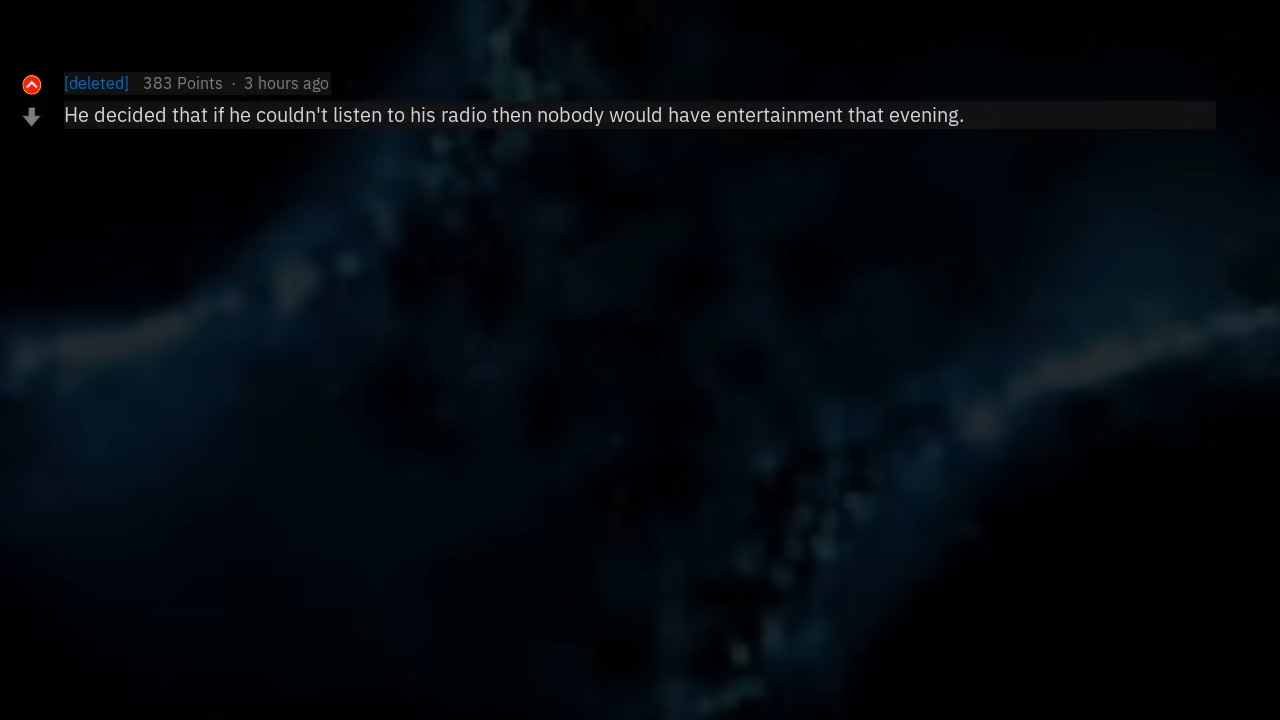 [deleted] 383 Points · 3 hours ago
He decided that if he couldn't listen to his radio then nobody would have entertainment that evening.